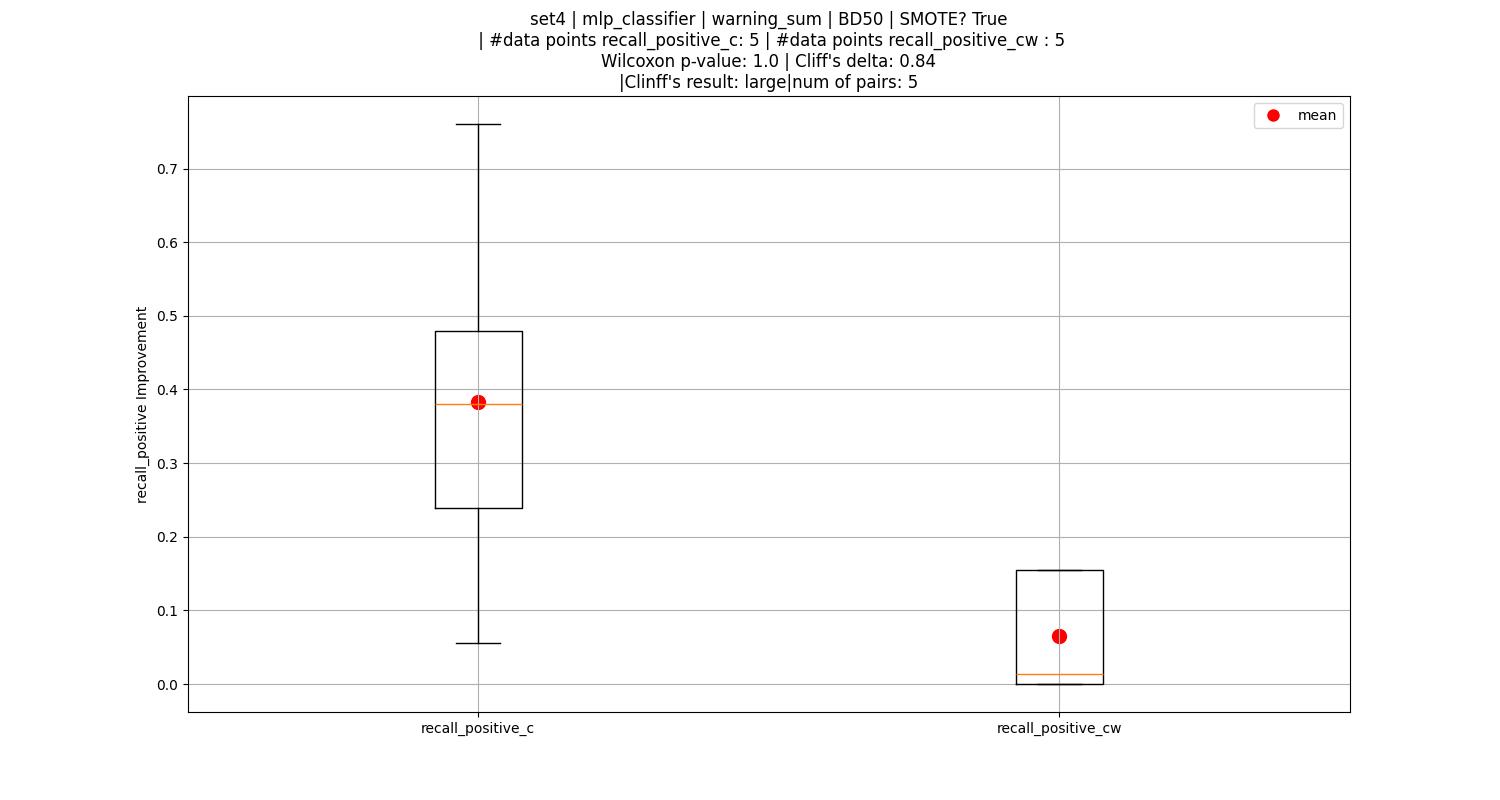 set4 | mlp_classifier | warning_sum | BD50 | SMOTE? True
| #data points recall_positive_c: 5 | #data points recall_positive_cw : 5
Wilcoxon p-value: 1.0 | Cliff's delta: 0.84
|Clinff's result: large|num of pairs: 5
mean
0.7
0.6
0.5
0.4
0.3
0.2
0.1
0.0
recall_positive Improvement
recall_positive_c
recall_positive_cw